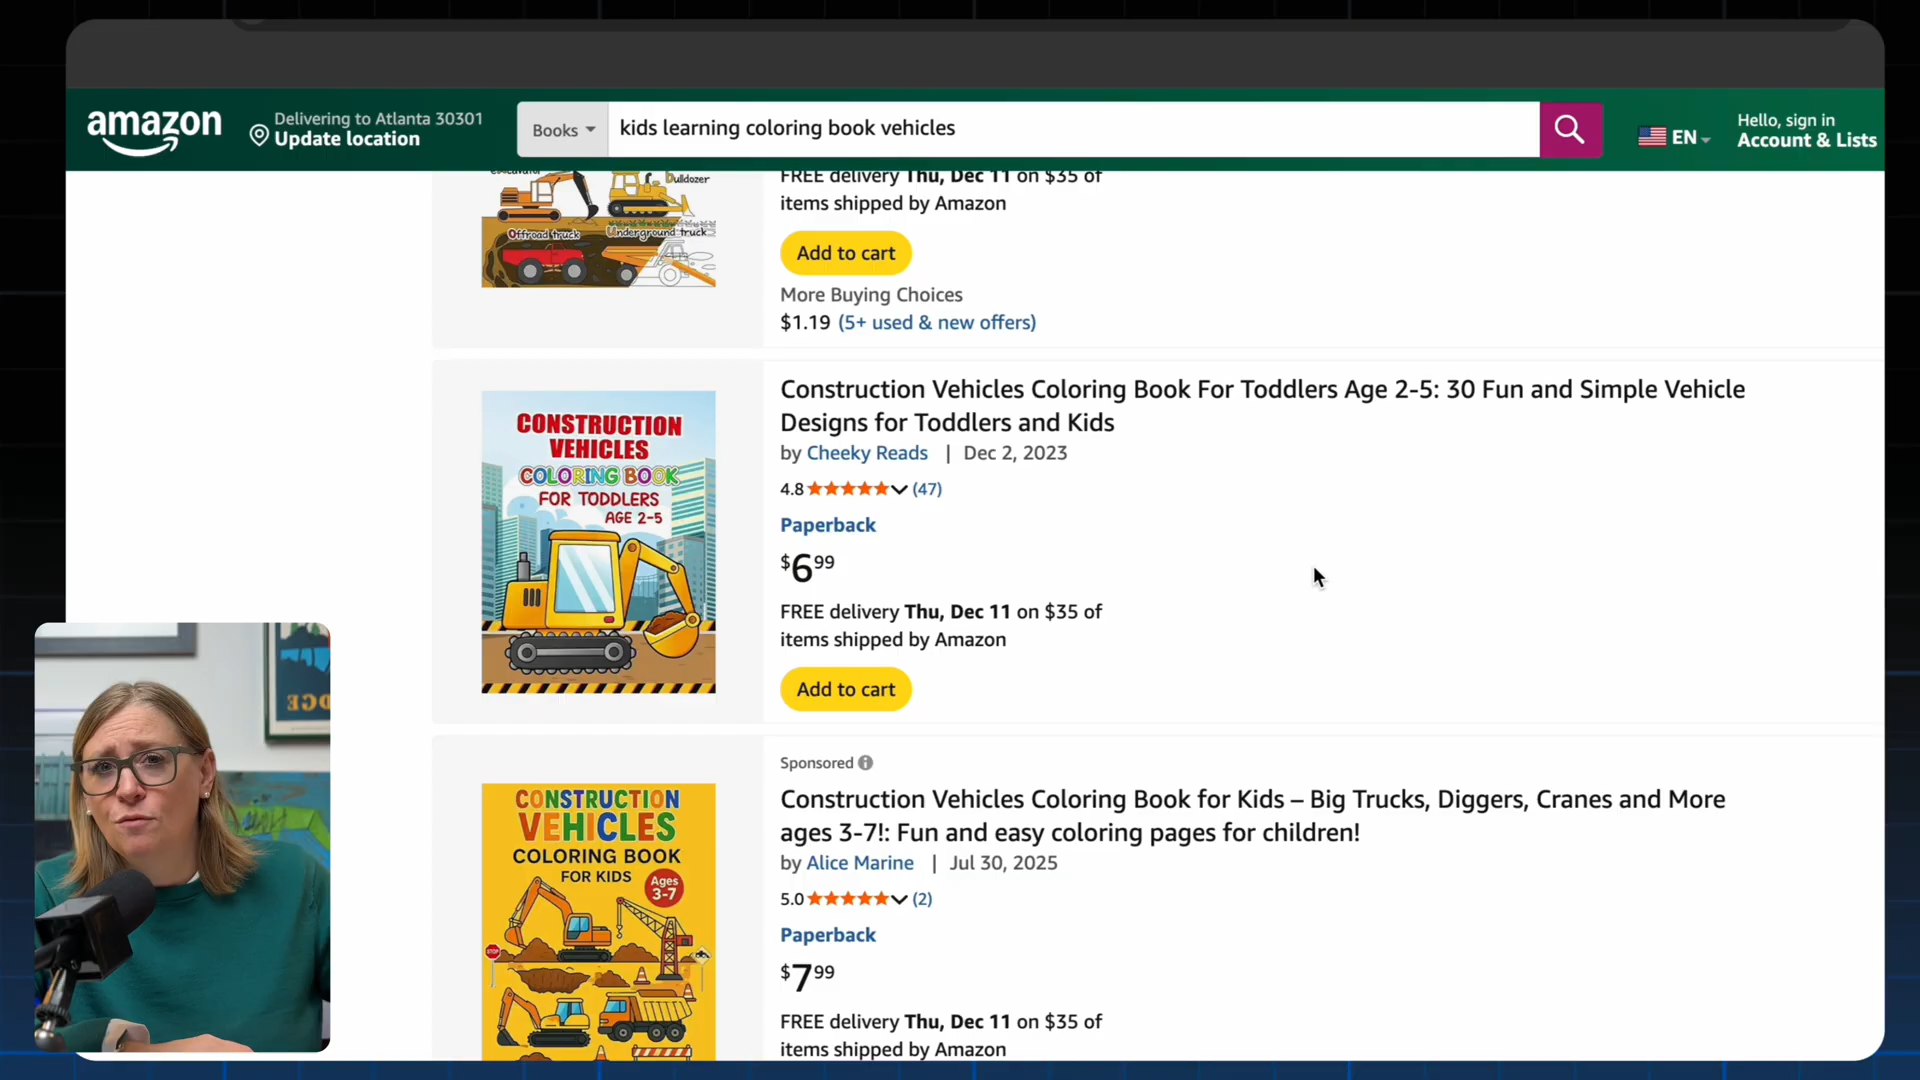 amazon
Delivering to Atlanta 30301
Update location
Books
kids learning coloring book vehicles
EN
Hello, sign in
Account & Lists
Bulldozer
Offroad truck
Underground truck
FREE delivery Thu, Dec 11 on $35 of
items shipped by Amazon
Add to cart
More Buying Choices
$1.19 (5+ used & new offers)
CONSTRUCTION
VEHICLES
COLORING BOOK
FOR TODDLERS
AGE 2-5
Construction Vehicles Coloring Book For Toddlers Age 2-5: 30 Fun and Simple Vehicle
Designs for Toddlers and Kids
by Cheeky Reads | Dec 2, 2023
4.8 (47)
Paperback
$6.99
FREE delivery Thu, Dec 11 on $35 of
items shipped by Amazon
Add to cart
CONSTRUCTION
VEHICLES
COLORING BOOK
FOR KIDS
Ages
3-7
STOP
Sponsored
Construction Vehicles Coloring Book for Kids – Big Trucks, Diggers, Cranes and More
ages 3-7!: Fun and easy coloring pages for children!
by Alice Marine | Jul 30, 2025
5.0 (2)
Paperback
$7.99
FREE delivery Thu, Dec 11 on $35 of
items shipped by Amazon